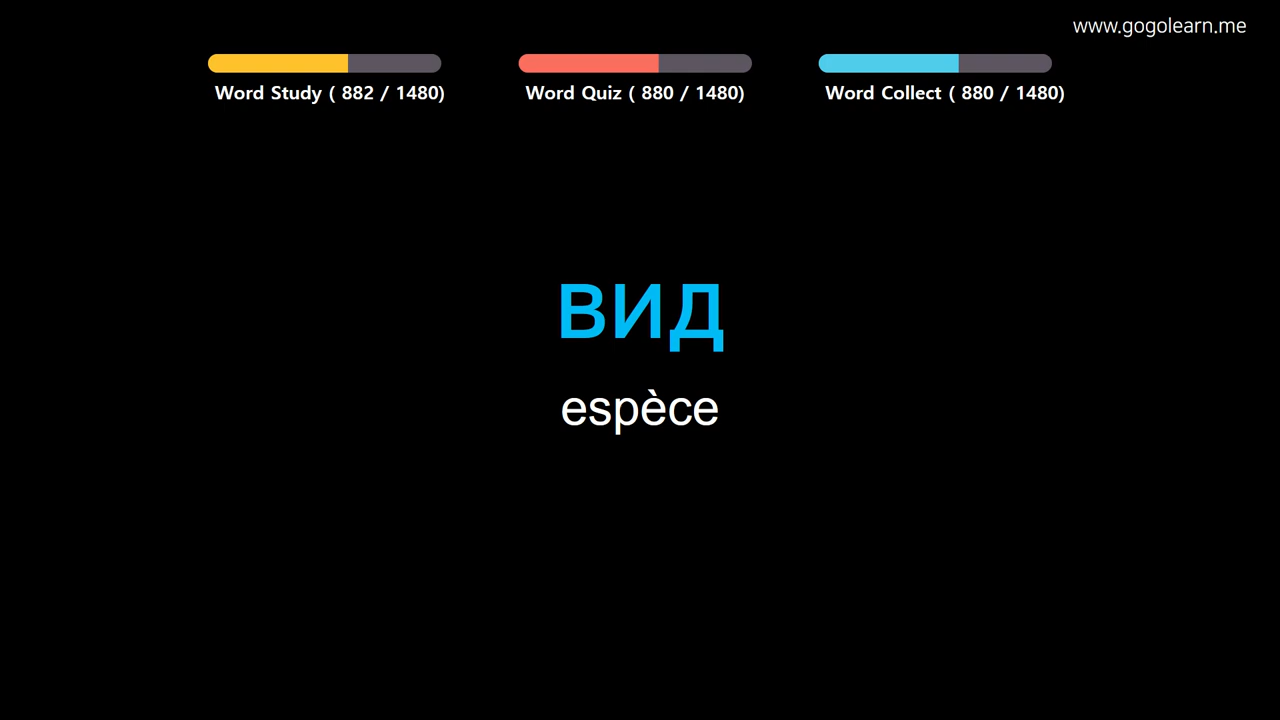 www.gogolearn.me
Word Study ( 882 / 1480)
Word Quiz ( 880 / 1480)
Word Collect ( 880 / 1480)
вид
espèce